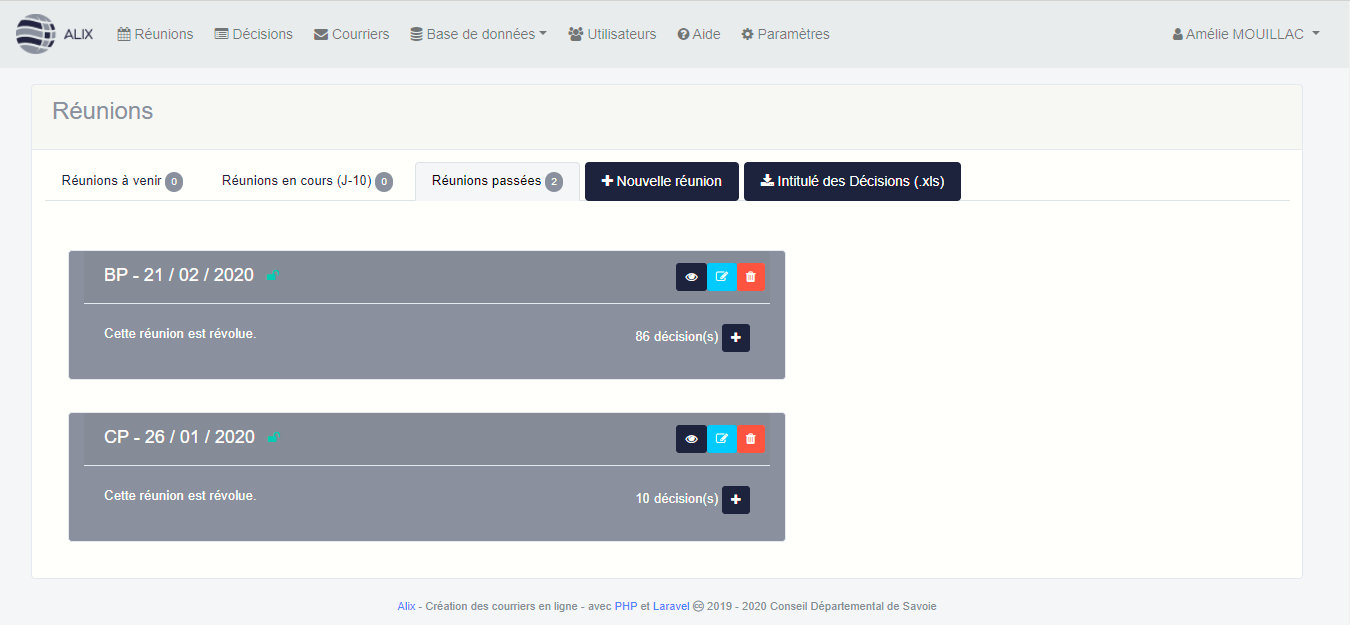 ALIX Réunions Décisions Courriers Base de données Utilisateurs Aide Paramètres Amélie MOUILLAC
Réunions
Réunions à venir 0 Réunions en cours (J-10) 0 Réunions passées 2 Nouvelle réunion Intitulé des Décisions (.xls)
BP - 21 / 02 / 2020
Cette réunion est révolue. 86 décision(s)
CP - 26 / 01 / 2020
Cette réunion est révolue. 10 décision(s)
Alix - Création des courriers en ligne - avec PHP et Laravel 2019 - 2020 Conseil Départemental de Savoie